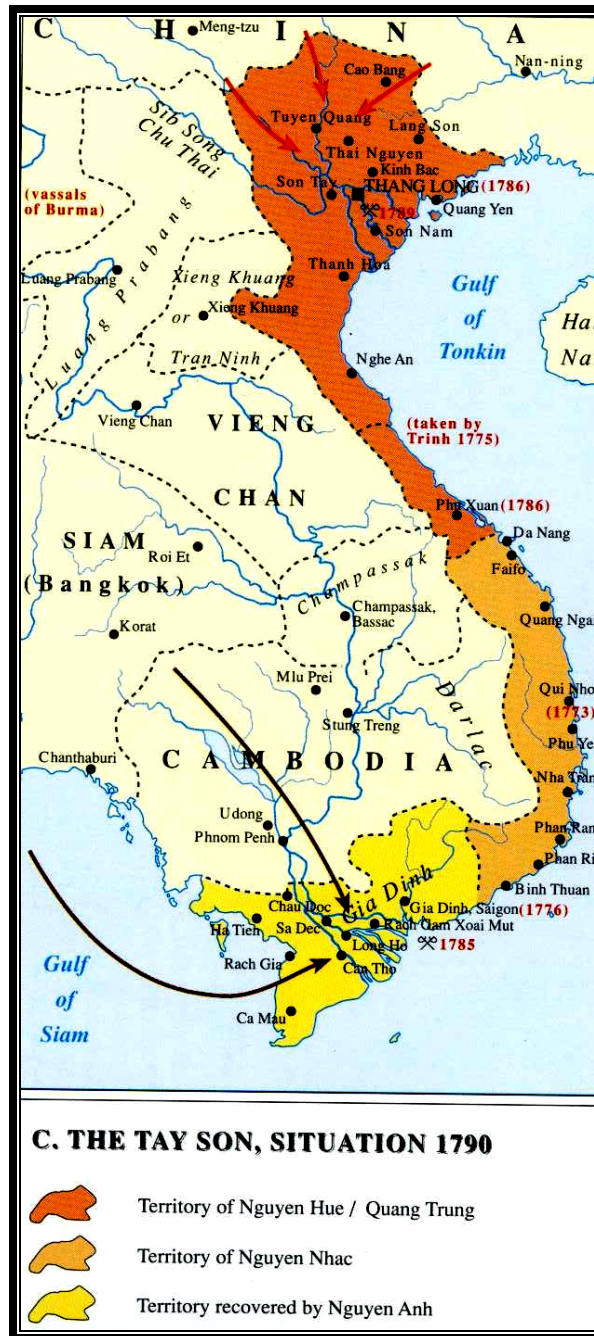 C H I N A
Meng-tzu
Nan-ning
Cao Bang
Sib Song
Chu Thai
Tuyen Quang
Lang Son
Thai Nguyen
Kinh Bac
(vassals
of Burma)
Son Tay
THANG LONG (1786)
Quang Yen
1789
Son Nam
Luang Prabang
Luang Prabang
Xieng Khuang
or
Tran Ninh
Xieng Khuang
Thanh Hoa
Gulf
of
Tonkin
Ha
Na
Nghe An
Vieng Chan
VIENG
CHAN
(taken by
Trinh 1775)
Phu Xuan (1786)
Da Nang
Faifo
SIAM
(Bangkok)
Roi Et
Korat
Champassak
Champassak,
Bassac
Quang Ngai
Mlu Prei
Stung Treng
Darlac
Qui Nho
(1773)
Phu Ye
CAMBODIA
Chanthaburi
Nha Tran
Udong
Phnom Penh
Phan Ran
Phan Ri
Binh Thuan
Gia Dinh
Chau Doc
Gia Dinh, Saigon (1776)
Ha Tieh
Sa Dec
Rach Gam Xoai Mut
Long Ho
1785
Rach Gia
Can Tho
Gulf
of
Siam
Ca Mau
C. THE TAY SON, SITUATION 1790
Territory of Nguyen Hue / Quang Trung
Territory of Nguyen Nhac
Territory recovered by Nguyen Anh